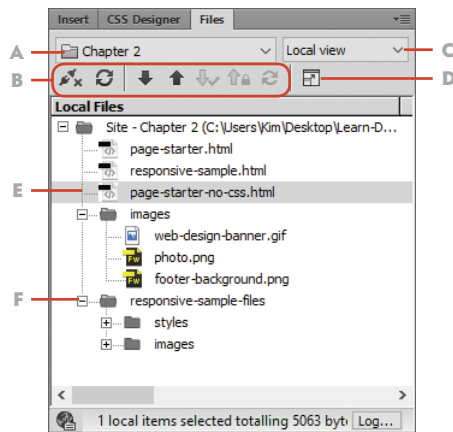 Insert CSS Designer Files
A Chapter 2 Local view C
B D
Local Files
Site - Chapter 2 (C:\Users\Kim\Desktop\Learn-D...
page-starter.html
responsive-sample.html
E page-starter-no-css.html
images
web-design-banner.gif
Fw photo.png
Fw footer-background.png
F responsive-sample-files
styles
images
1 local items selected totalling 5063 byt Log...